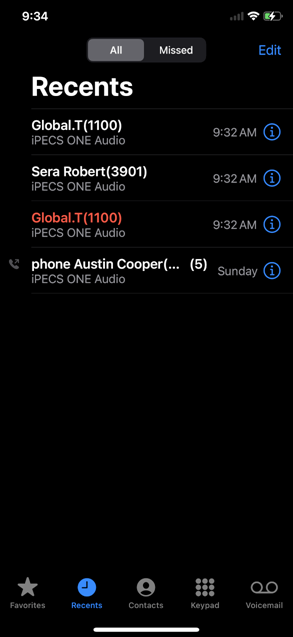 9:34
All Missed
Edit
Recents
Global.T(1100)
iPECS ONE Audio
9:32 AM
Sera Robert(3901)
iPECS ONE Audio
9:32 AM
Global.T(1100)
iPECS ONE Audio
9:32 AM
phone Austin Cooper(... (5)
iPECS ONE Audio
Sunday
Favorites Recents Contacts Keypad Voicemail